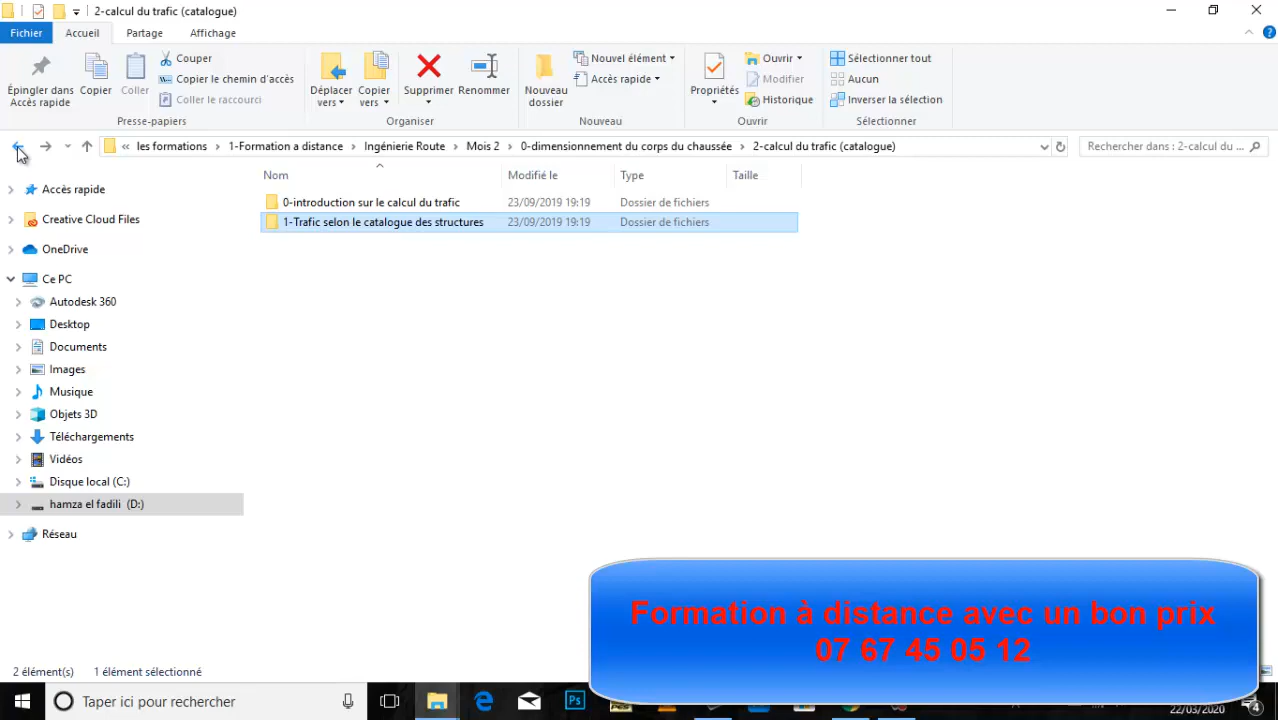 2-calcul du trafic (catalogue)
Fichier
Accueil
Partage
Affichage
Épingler dans Accès rapide
Copier
Coller
Couper
Copier le chemin d'accès
Coller le raccourci
Presse-papiers
Déplacer vers
Copier vers
Supprimer
Renommer
Organiser
Nouveau dossier
Nouvel élément
Accès rapide
Nouveau
Propriétés
Ouvrir
Modifier
Historique
Ouvrir
Sélectionner tout
Aucun
Inverser la sélection
Sélectionner
« les formations > 1-Formation a distance > Ingénierie Route > Mois 2 > 0-dimensionnement du corps du chaussée > 2-calcul du trafic (catalogue)
Rechercher dans : 2-calcul du ...
Nom Modifié le Type Taille
0-introduction sur le calcul du trafic 23/09/2019 19:19 Dossier de fichiers
1-Trafic selon le catalogue des structures 23/09/2019 19:19 Dossier de fichiers
Accès rapide
Creative Cloud Files
OneDrive
Ce PC
Autodesk 360
Desktop
Documents
Images
Musique
Objets 3D
Téléchargements
Vidéos
Disque local (C:)
hamza el fadili (D:)
Réseau
Formation à distance avec un bon prix
07 67 45 05 12
2 élément(s) 1 élément sélectionné
Taper ici pour rechercher
Ps
22/03/2020
4